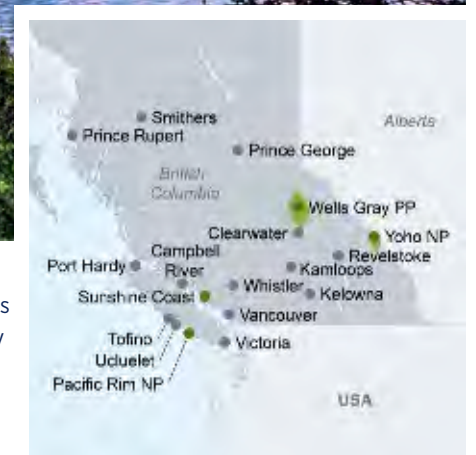 Smithers
Prince Rupert
Alberta
Prince George
British
Columbia
Wells Gray PP
Clearwater
Yoho NP
Campbell
River
Revelstoke
Port Hardy
Kamloops
Whistler
Sunshine Coast
Kelowna
s
Vancouver
Tofino
y
Ucluelet
Victoria
Pacific Rim NP
USA